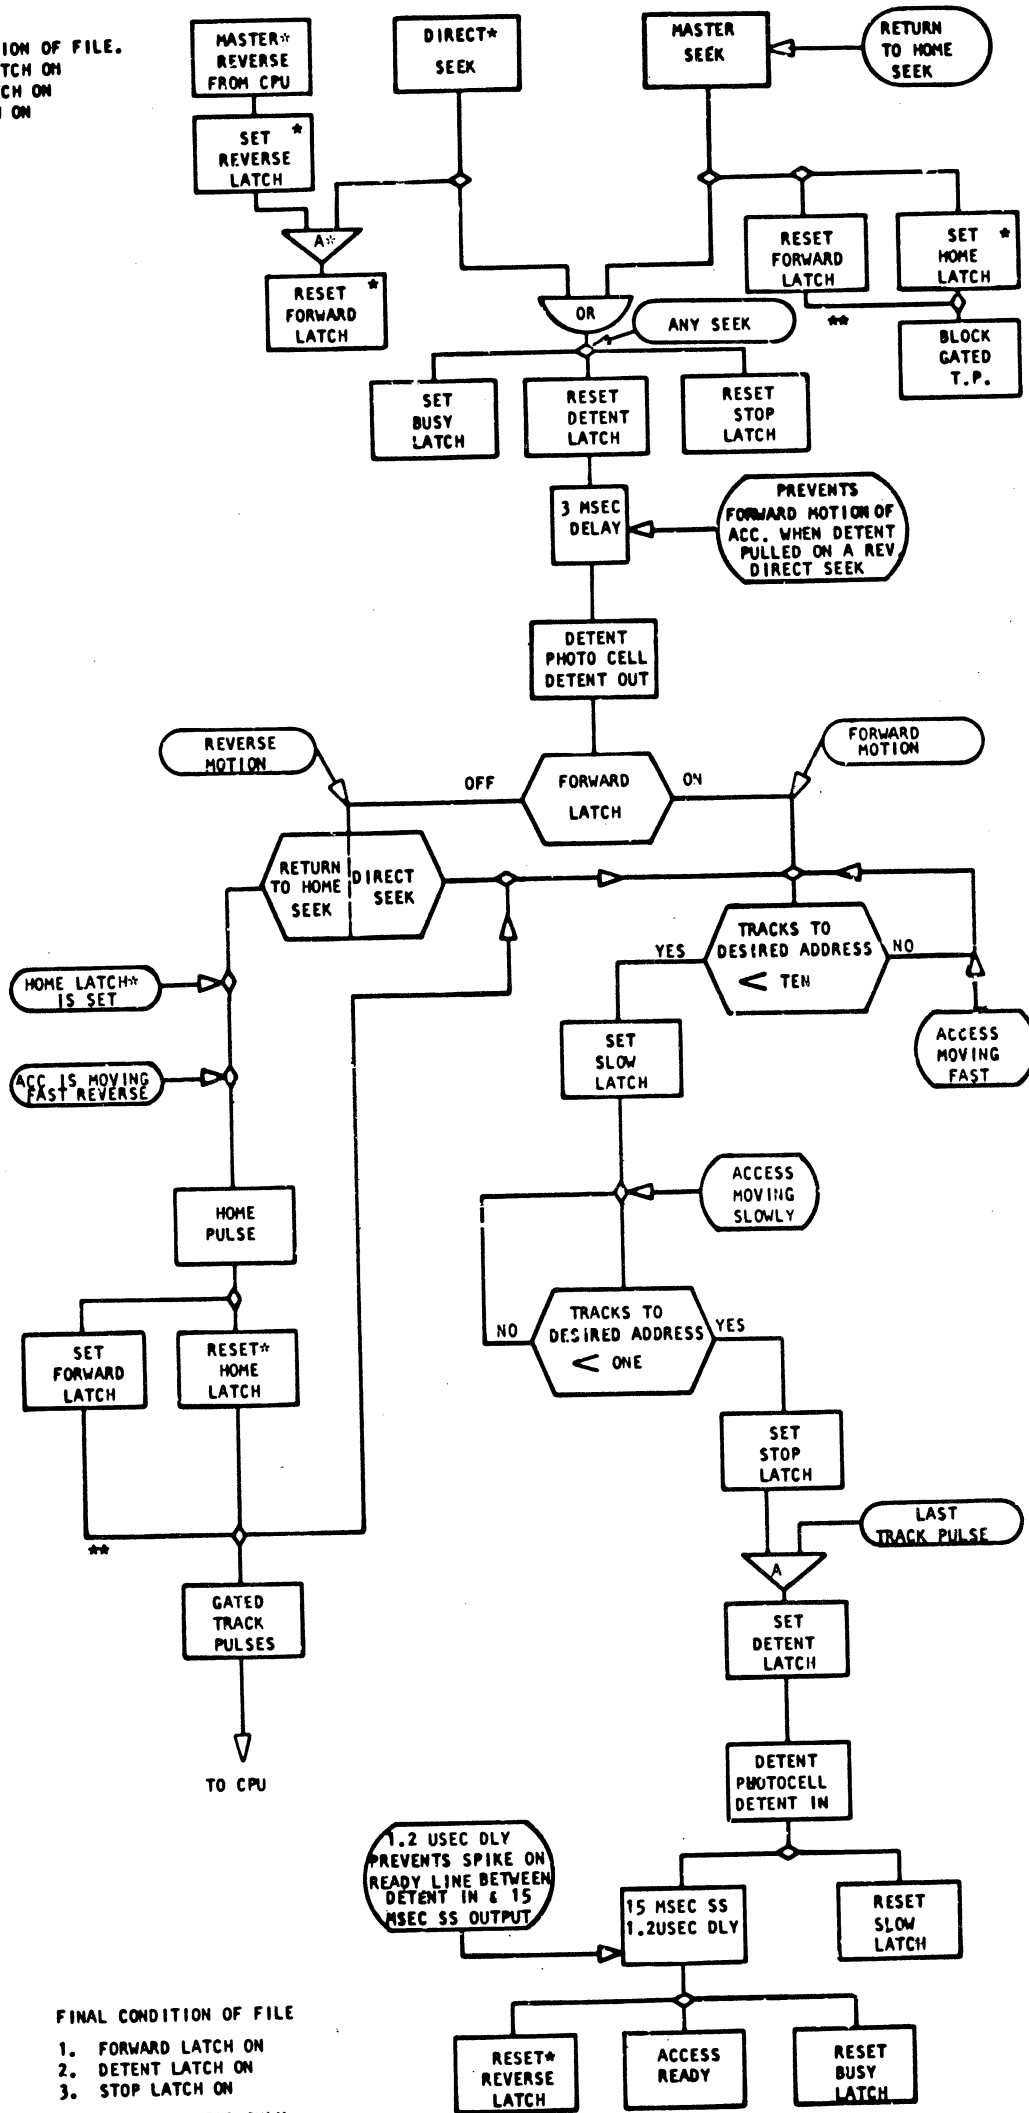 ION OF FILE.
TCH ON
CH ON
ON
MASTER*
REVERSE
FROM CPU
DIRECT*
SEEK
MASTER
SEEK
RETURN
TO HOME
SEEK
SET *
REVERSE
LATCH
A*
RESET *
FORWARD
LATCH
RESET
FORWARD
LATCH
SET *
HOME
LATCH
**
BLOCK
GATED
T.P.
OR
ANY SEEK
SET
BUSY
LATCH
RESET
DETENT
LATCH
RESET
STOP
LATCH
3 MSEC
DELAY
PREVENTS
FORWARD MOTION OF
ACC. WHEN DETENT
PULLED ON A REV
DIRECT SEEK
DETENT
PHOTO CELL
DETENT OUT
REVERSE
MOTION
OFF
FORWARD
LATCH
ON
FORWARD
MOTION
RETURN
TO HOME
SEEK
DIRECT
SEEK
YES
TRACKS TO
DESIRED ADDRESS
< TEN
NO
HOME LATCH*
IS SET
SET
SLOW
LATCH
ACCESS
MOVING
FAST
ACC IS MOVING
FAST REVERSE
ACCESS
MOVING
SLOWLY
HOME
PULSE
NO
TRACKS TO
DESIRED ADDRESS
< ONE
YES
SET
FORWARD
LATCH
RESET*
HOME
LATCH
SET
STOP
LATCH
**
LAST
TRACK PULSE
A
GATED
TRACK
PULSES
SET
DETENT
LATCH
TO CPU
DETENT
PHOTOCELL
DETENT IN
1.2 USEC DLY
PREVENTS SPIKE ON
READY LINE BETWEEN
DETENT IN & 15
MSEC SS OUTPUT
15 MSEC SS
1.2USEC DLY
RESET
SLOW
LATCH
FINAL CONDITION OF FILE
1. FORWARD LATCH ON
2. DETENT LATCH ON
3. STOP LATCH ON
RESET*
REVERSE
LATCH
ACCESS
READY
RESET
BUSY
LATCH